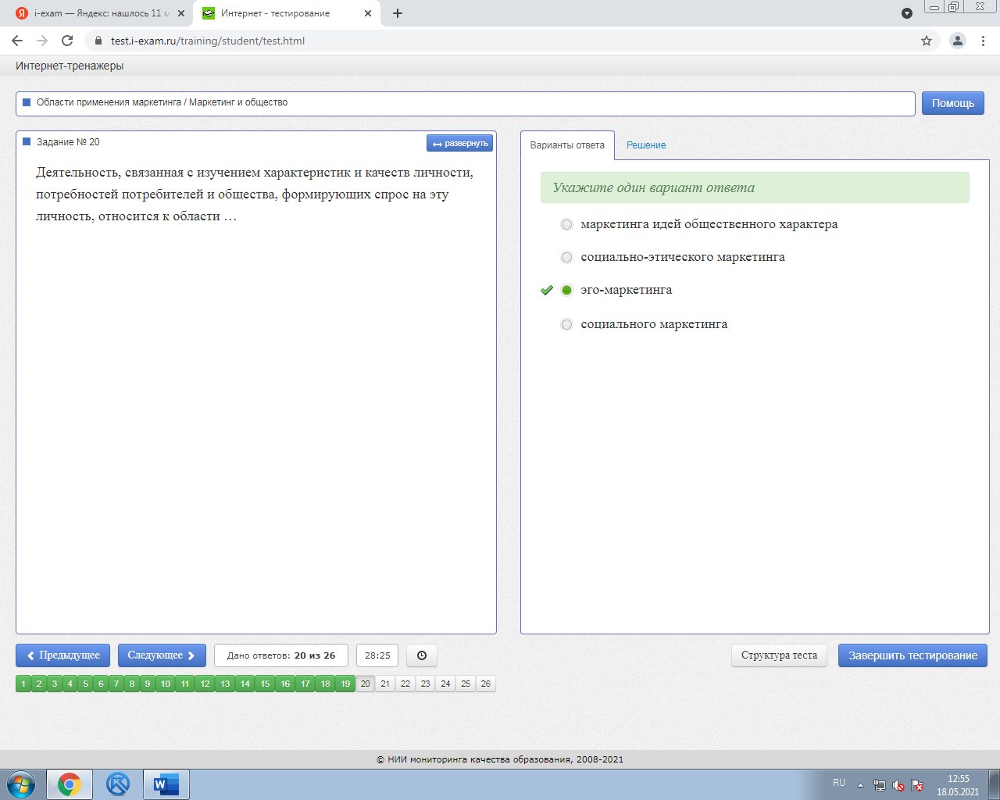 i-exam — Яндекс: нашлось 11 м
Интернет - тестирование
test.i-exam.ru/training/student/test.html
Интернет-тренажеры
Области применения маркетинга / Маркетинг и общество
Помощь
Задание № 20
развернуть
Деятельность, связанная с изучением характеристик и качеств личности,
потребностей потребителей и общества, формирующих спрос на эту
личность, относится к области …
Варианты ответа
Решение
Укажите один вариант ответа
маркетинга идей общественного характера
социально-этического маркетинга
эго-маркетинга
социального маркетинга
Предыдущее
Следующее
Дано ответов: 20 из 26
28:25
Структура теста
Завершить тестирование
1 2 3 4 5 6 7 8 9 10 11 12 13 14 15 16 17 18 19 20 21 22 23 24 25 26
© НИИ мониторинга качества образования, 2008-2021
RU
12:55
18.05.2021